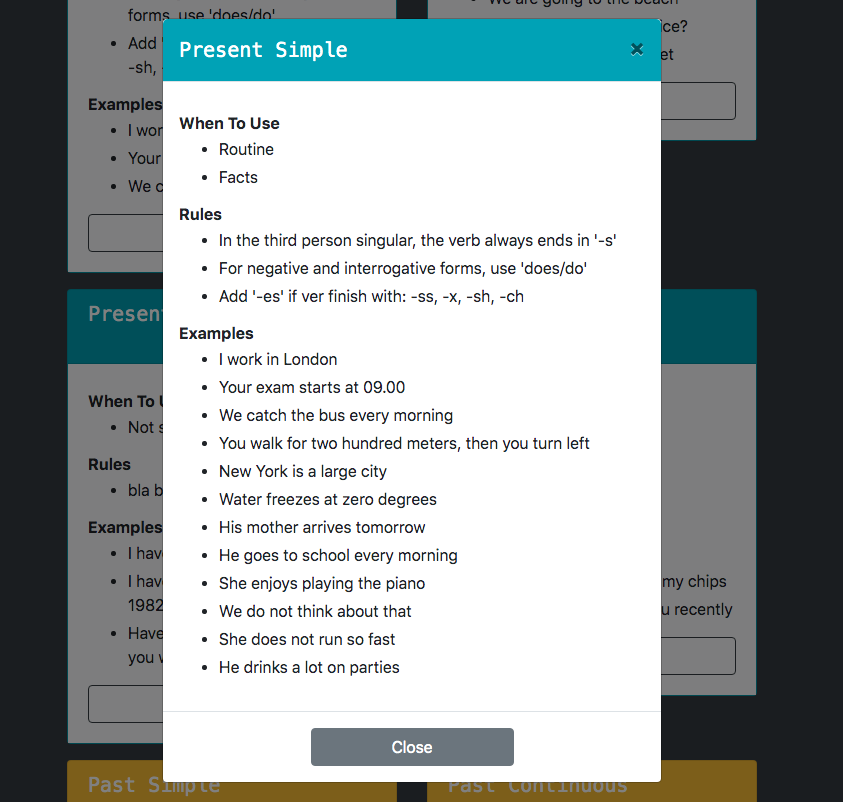 forms, use 'does/do'
Add
-sh,
Examples
I wor
Your
We c
We are going to the beach
ice?
et
Present Simple
×
When To Use
Routine
Facts
Rules
In the third person singular, the verb always ends in '-s'
For negative and interrogative forms, use 'does/do'
Add '-es' if ver finish with: -ss, -x, -sh, -ch
Examples
I work in London
Your exam starts at 09.00
We catch the bus every morning
You walk for two hundred meters, then you turn left
New York is a large city
Water freezes at zero degrees
His mother arrives tomorrow
He goes to school every morning
She enjoys playing the piano
We do not think about that
She does not run so fast
He drinks a lot on parties
Close
Presen
When To U
Not s
Rules
bla b
Examples
I hav
I hav
1982
Have
you w
my chips
u recently
Past Simple
Past Continuous